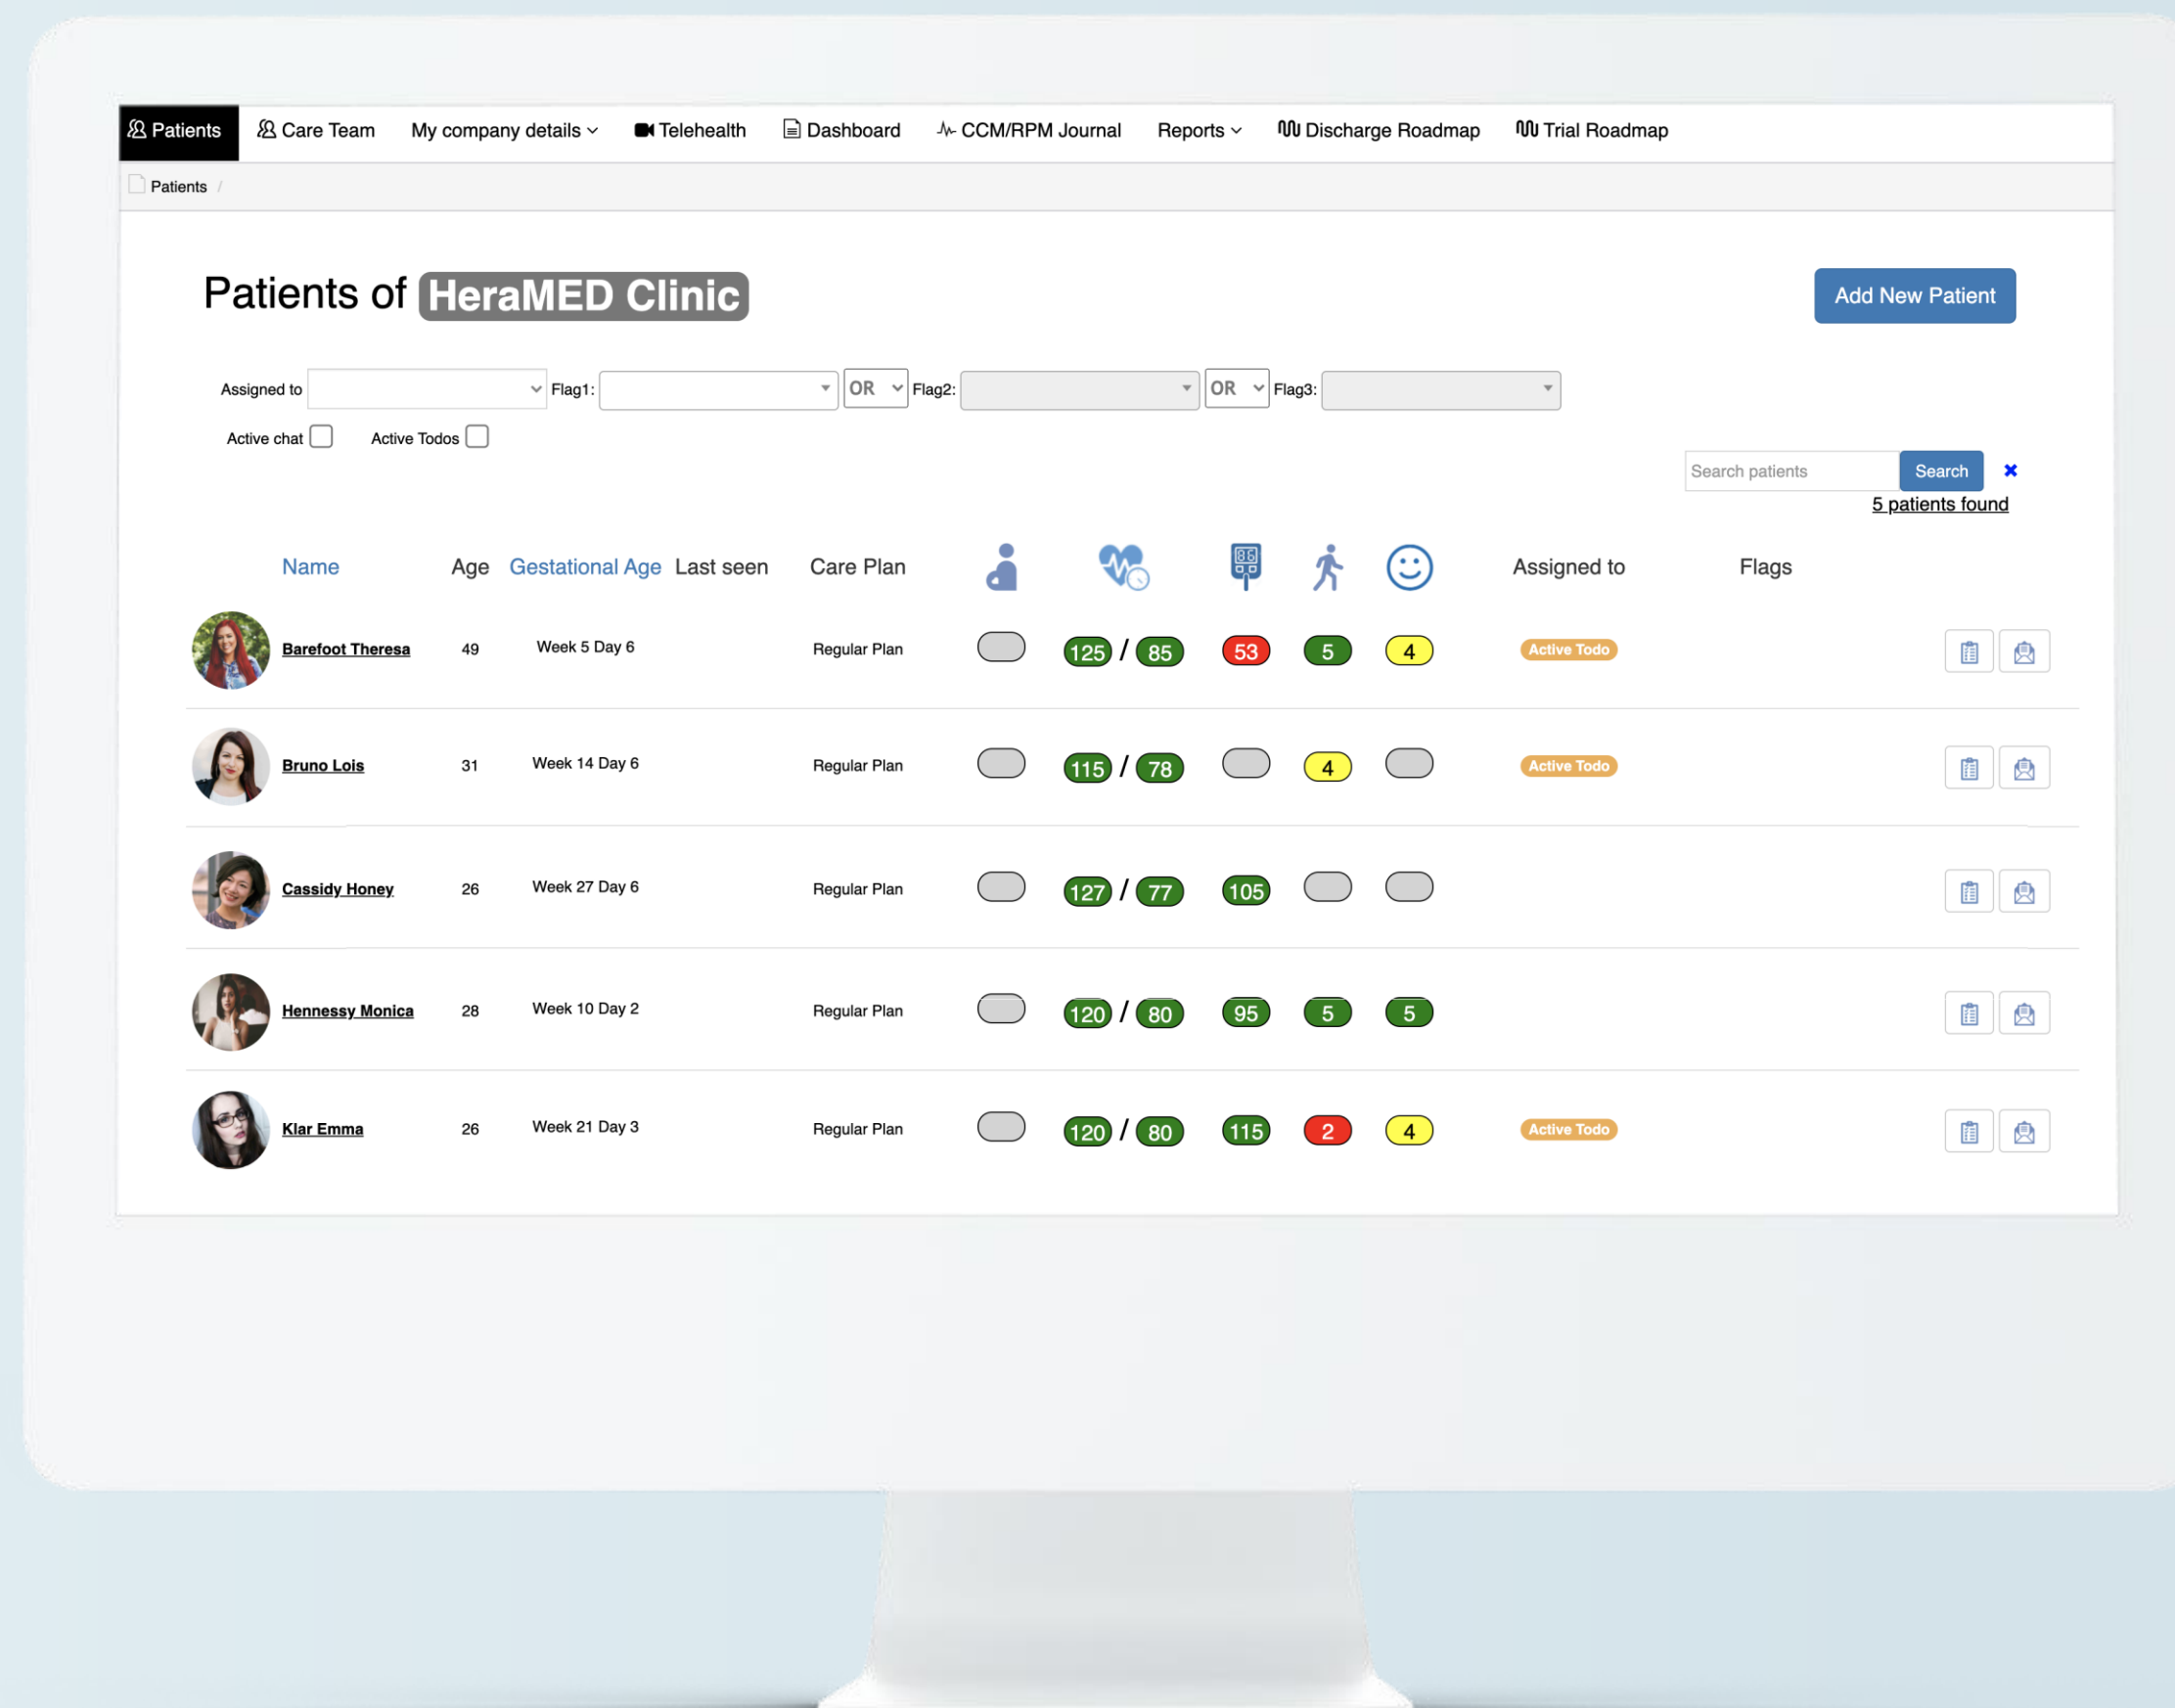 Patients Care Team My company details Telehealth Dashboard CCM/RPM Journal Reports Discharge Roadmap Trial Roadmap
Patients /
Patients of HeraMED Clinic
Add New Patient
Assigned to Flag1: OR Flag2: OR Flag3:
Active chat Active Todos
Search patients Search
5 patients found
Name Age Gestational Age Last seen Care Plan 86 Assigned to Flags
Barefoot Theresa 49 Week 5 Day 6 Regular Plan 125 / 85 53 5 4 Active Todo
Bruno Lois 31 Week 14 Day 6 Regular Plan 115 / 78 4 Active Todo
Cassidy Honey 26 Week 27 Day 6 Regular Plan 127 / 77 105
Hennessy Monica 28 Week 10 Day 2 Regular Plan 120 / 80 95 5 5
Klar Emma 26 Week 21 Day 3 Regular Plan 120 / 80 115 2 4 Active Todo